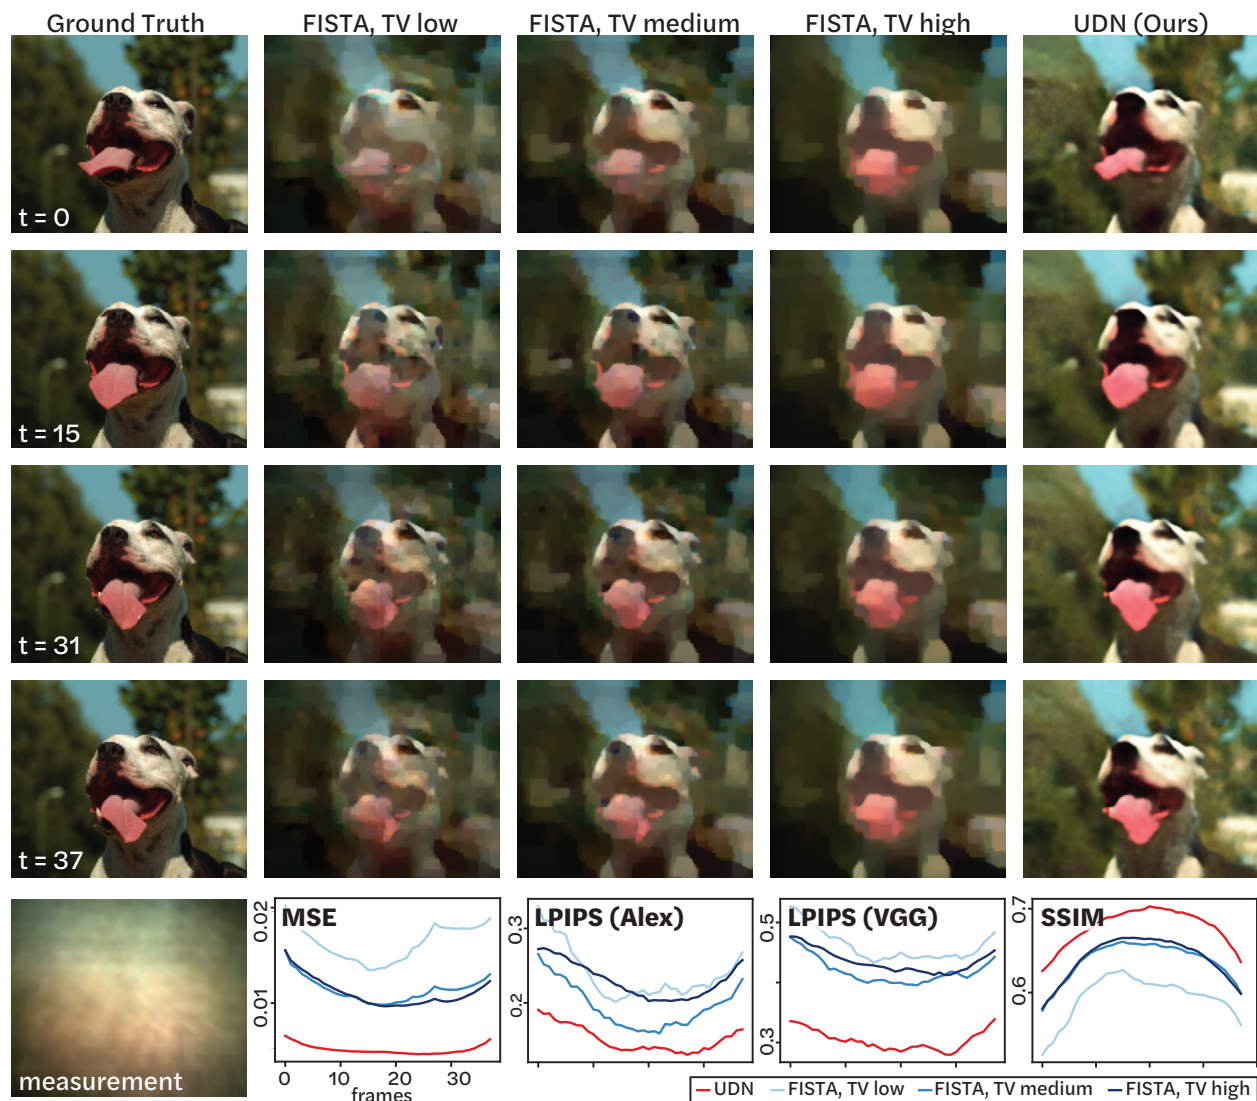 Ground Truth FISTA, TV low FISTA, TV medium FISTA, TV high UDN (Ours)
t = 0
t = 15
t = 31
t = 37
measurement
MSE
0.02
0.01
0 10 20 30
frames
LPIPS (Alex)
0.3
0.2
LPIPS (VGG)
0.5
0.3
SSIM
0.7
0.6
UDN FISTA, TV low FISTA, TV medium FISTA, TV high